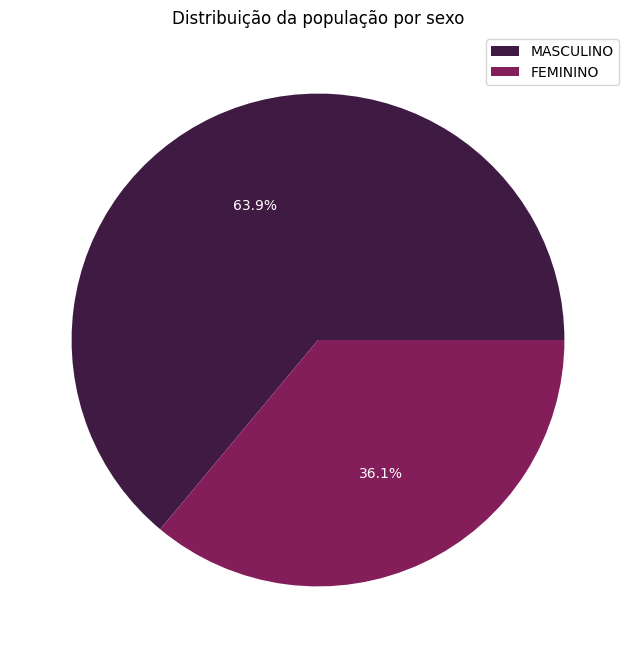 Distribuição da população por sexo
MASCULINO
FEMININO
63.9%
36.1%